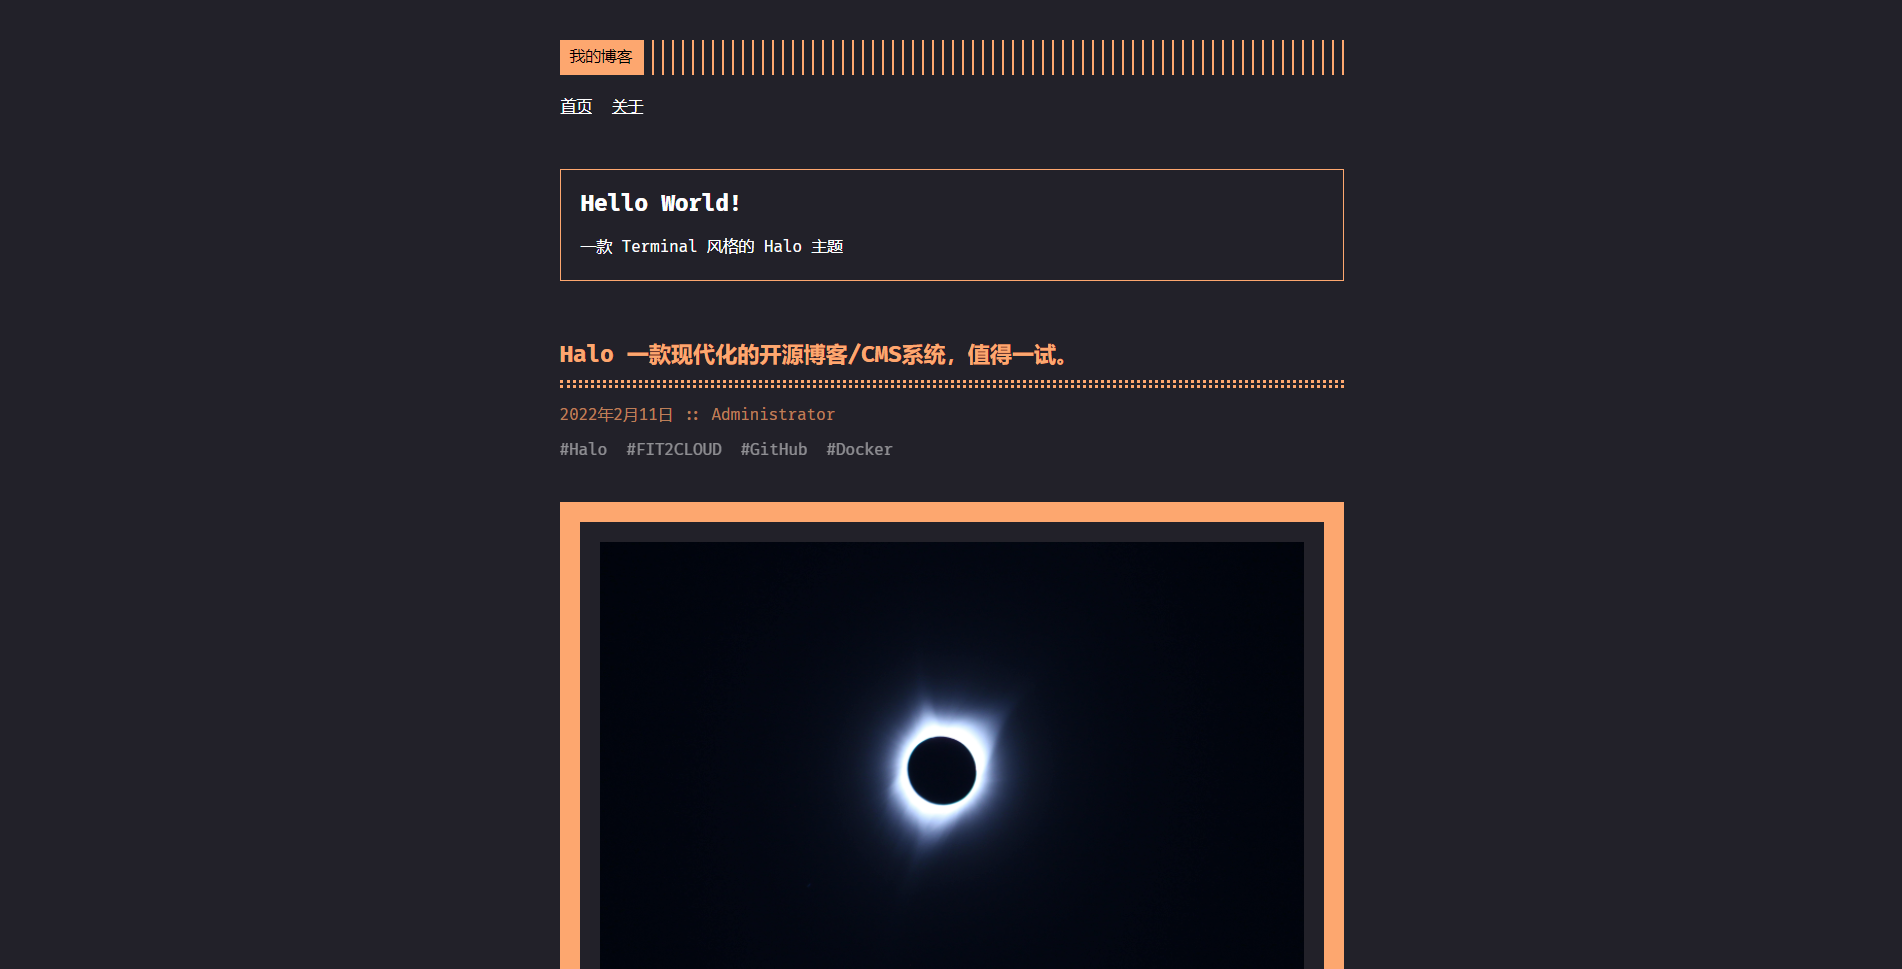 我的博客
首页 关于
Hello World!
一款 Terminal 风格的 Halo 主题
Halo 一款现代化的开源博客/CMS系统，值得一试。
2022年2月11日 :: Administrator
#Halo #FIT2CLOUD #GitHub #Docker